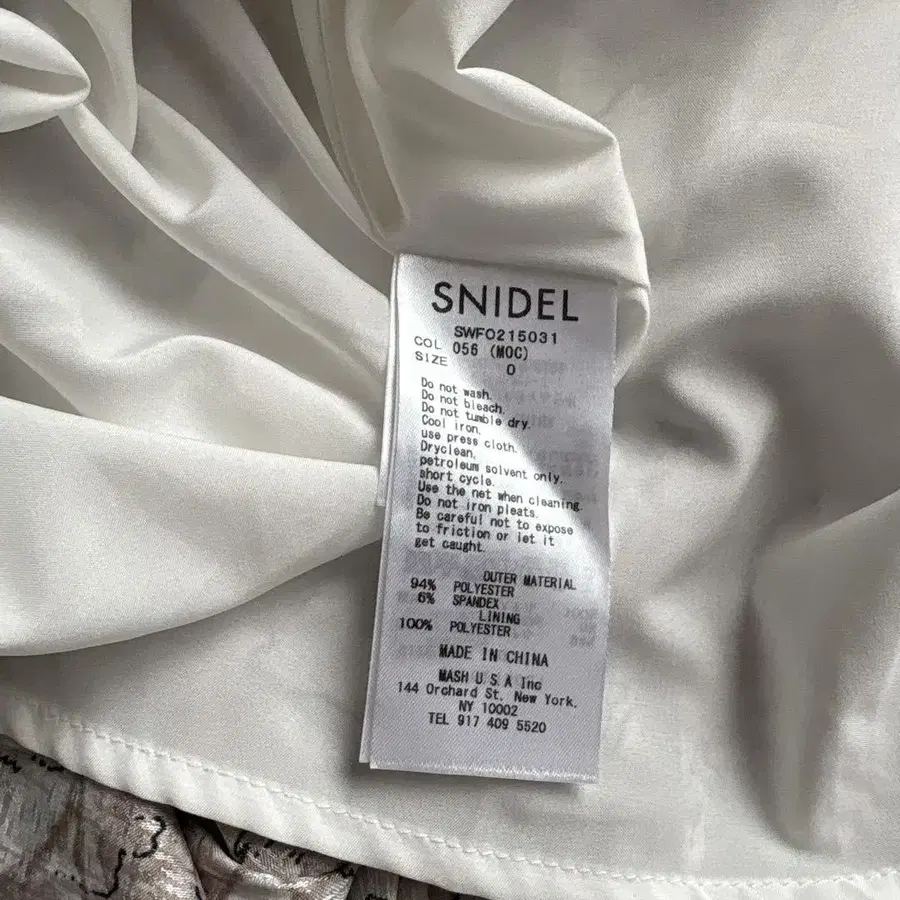 SNIDEL
SWFO215031
COL 056 (MOC)
SIZE 0
Do not wash.
Do not bleach.
Do not tumble dry.
Cool iron.
use press cloth.
Dryclean,
petroleum solvent only.
short cycle.
Use the net when cleaning.
Do not iron pleats.
Be careful not to expose
to friction or let it
get caught.
OUTER MATERIAL
94% POLYESTER
6% SPANDEX
LINING
100% POLYESTER
MADE IN CHINA
MASH U.S.A Inc
144 Orchard St. New York.
NY 10002
TEL 917 409 5520